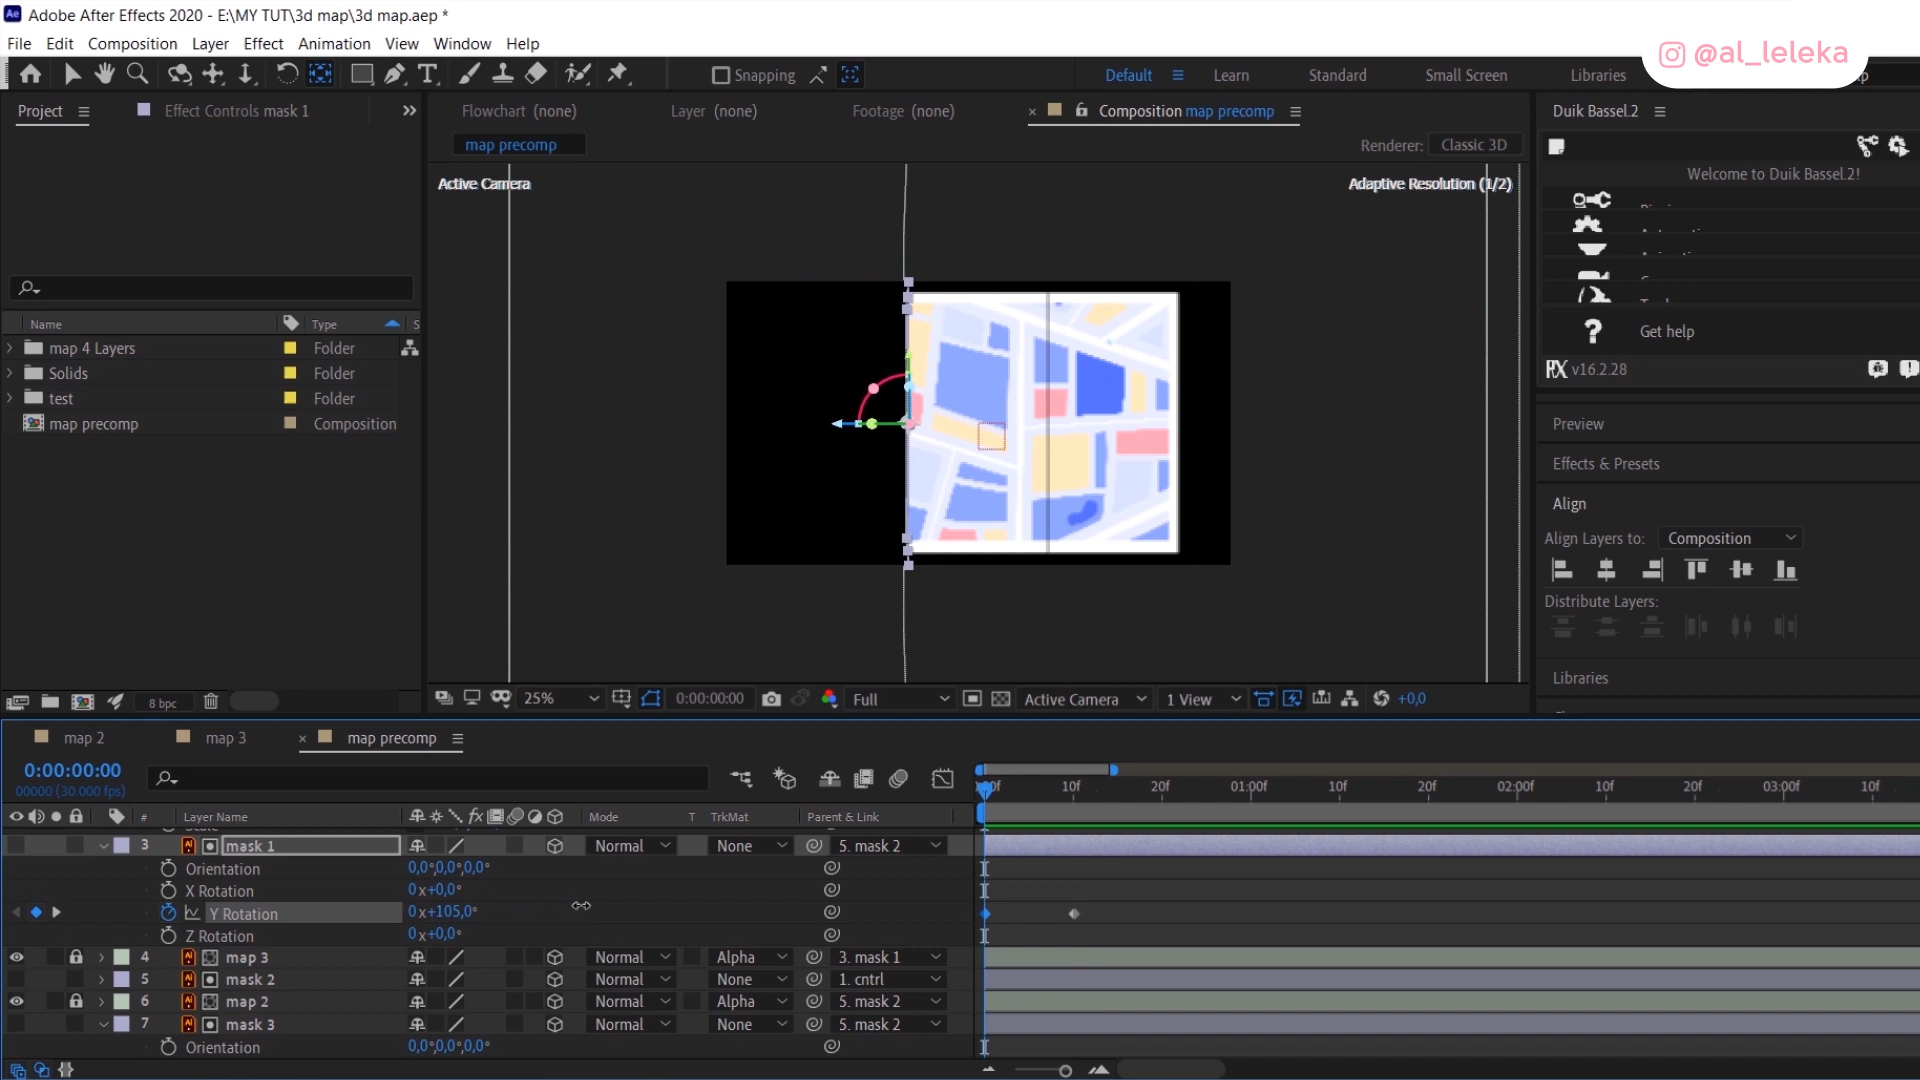 Adobe After Effects 2020 - E:\MY TUT\3d map\3d map.aep *
File Edit Composition Layer Effect Animation View Window Help
@al_leleka
Snapping
Default Learn Standard Small Screen Libraries
Project Effect Controls mask 1
Flowchart (none) Layer (none) Footage (none) Composition map precomp
Duik Bassel.2
map precomp
Renderer: Classic 3D
Active Camera
Adaptive Resolution (1/2)
Welcome to Duik Bassel.2!
Get help
v16.2.28
Name Type S
map 4 Layers Folder
Solids Folder
test Folder
map precomp Composition
Preview
Effects & Presets
Align
Align Layers to: Composition
Distribute Layers:
Libraries
8 bpc
25% 0:00:00:00 Full Active Camera 1 View +0,0
map 2 map 3 map precomp
0:00:00:00
00000 (30.000 fps)
10f 20f 01:00f 10f 20f 02:00f 10f 20f 03:00f 10f
# Layer Name fx Mode T TrkMat Parent & Link
3 Ai mask 1 Normal None 5. mask 2
Orientation 0,0°,0,0°,0,0°
X Rotation 0x+0,0°
Y Rotation 0x+105,0°
Z Rotation 0x+0,0°
4 Ai map 3 Normal Alpha 3. mask 1
5 Ai mask 2 Normal None 1. cntrl
6 Ai map 2 Normal Alpha 5. mask 2
7 Ai mask 3 Normal None 5. mask 2
Orientation 0,0°,0,0°,0,0°